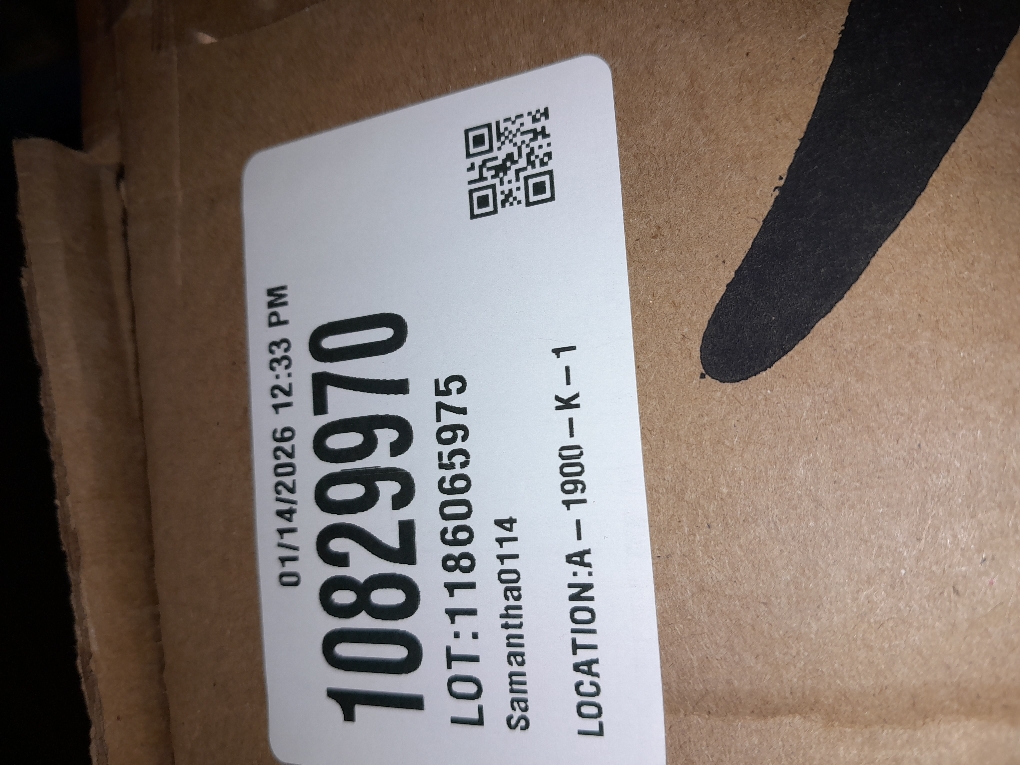 01/14/2026 12:33 PM
10829970
LOT:1186065975
Samantha0114
LOCATION:A-1900-K-1